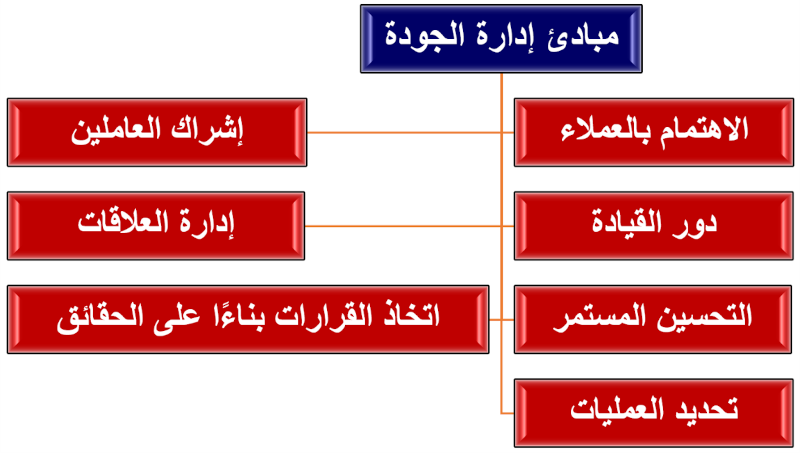 مبادئ إدارة الجودة
الاهتمام بالعملاء
إشراك العاملين
دور القيادة
إدارة العلاقات
التحسين المستمر
اتخاذ القرارات بناءًا على الحقائق
تحديد العمليات